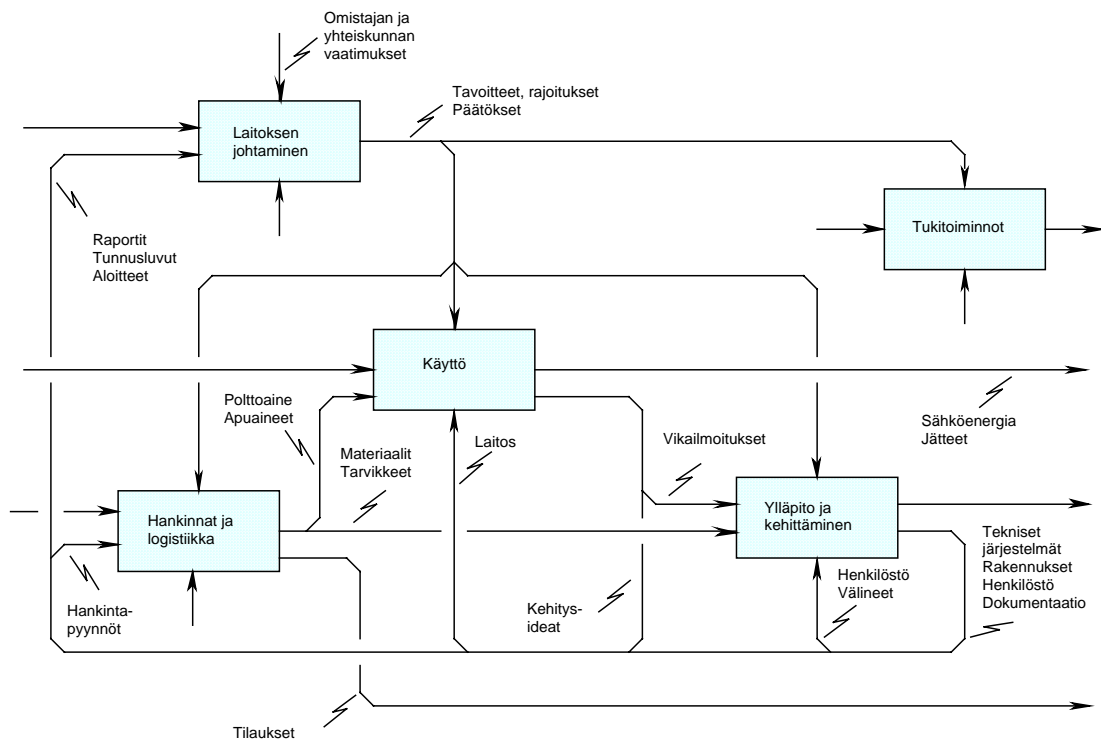 Omistajan ja
yhteiskunnan
vaatimukset
Tavoitteet, rajoitukset
Päätökset
Laitoksen
johtaminen
Tukitoiminnot
Raportit
Tunnusluvut
Aloitteet
Käyttö
Polttoaine
Apuaineet
Sähköenergia
Jätteet
Materiaalit
Tarvikkeet
Laitos
Vikailmoitukset
Hankinnat ja
logistiikka
Ylläpito ja
kehittäminen
Tekniset
järjestelmät
Rakennukset
Henkilöstö
Dokumentaatio
Henkilöstö
Välineet
Hankinta-
pyynnöt
Kehitys-
ideat
Tilaukset